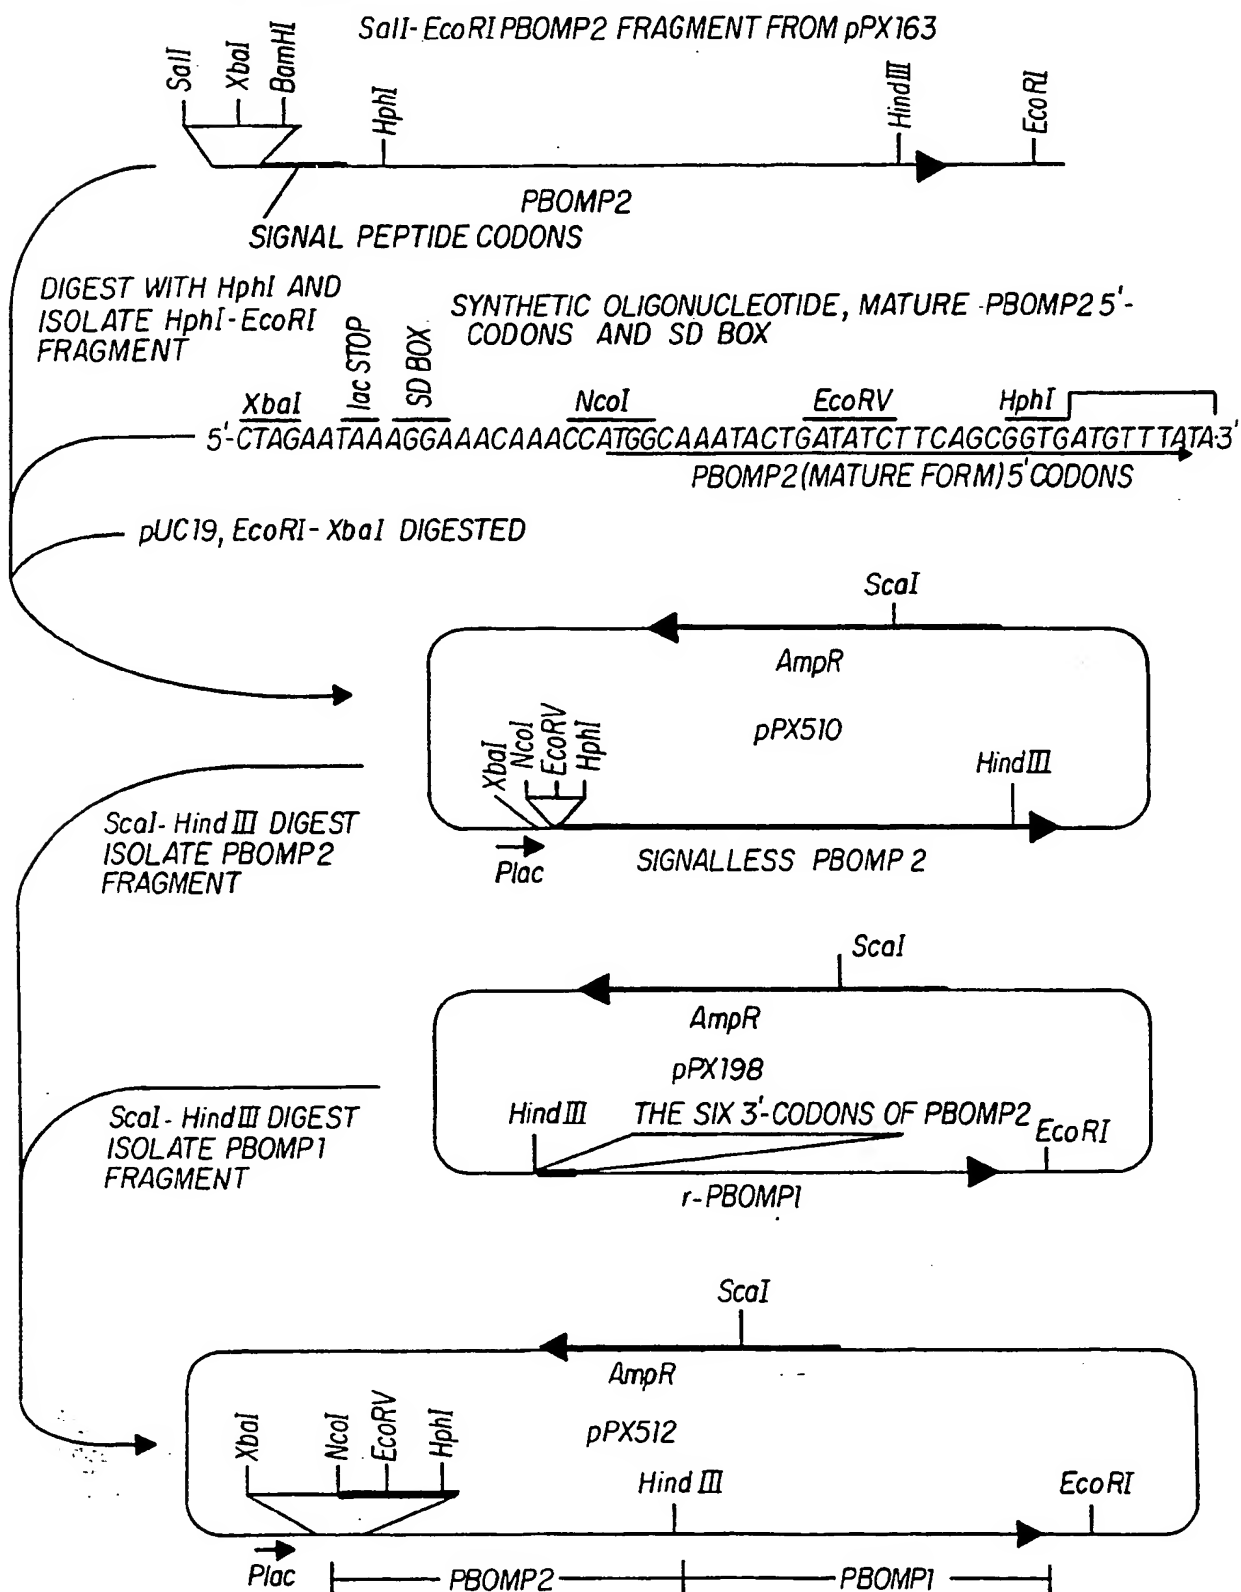 SalI-EcoRI PBOMP2 FRAGMENT FROM pPX163
SalI
XbaI
BamHI
HphI
HindIII
EcoRI
PBOMP2
SIGNAL PEPTIDE CODONS
DIGEST WITH HphI AND
ISOLATE HphI-EcoRI
FRAGMENT
SYNTHETIC OLIGONUCLEOTIDE, MATURE -PBOMP2 5'-
CODONS AND SD BOX
XbaI
lac STOP
SD BOX
NcoI
EcoRV
HphI
5'-CTAGAATAAAGGAAACAAACCATGGCAAATACTGATATCTTCAGCGGTGATGTTTATA-3'
PBOMP2 (MATURE FORM) 5' CODONS
pUC19, EcoRI-XbaI DIGESTED
ScaI
AmpR
pPX510
XbaI
NcoI
EcoRV
HphI
HindIII
Plac
SIGNALLESS PBOMP 2
ScaI-Hind III DIGEST
ISOLATE PBOMP2
FRAGMENT
ScaI
AmpR
pPX198
HindIII
THE SIX 3'-CODONS OF PBOMP2
EcoRI
r-PBOMP1
ScaI-HindIII DIGEST
ISOLATE PBOMP1
FRAGMENT
ScaI
AmpR
pPX512
XbaI
NcoI
EcoRV
HphI
Hind III
EcoRI
Plac
PBOMP2
PBOMP1